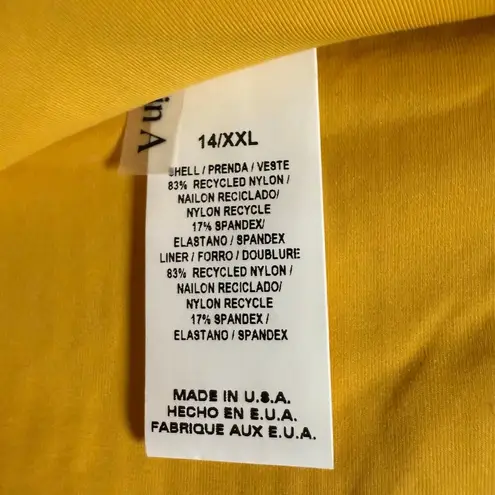 in A
14/XXL
SHELL / PRENDA / VESTE
83% RECYCLED NYLON /
NAILON RECICLADO/
NYLON RECYCLE
17% SPANDEX/
ELASTANO / SPANDEX
LINER / FORRO / DOUBLURE
83% RECYCLED NYLON /
NAILON RECICLADO/
NYLON RECYCLE
17% SPANDEX /
ELASTANO / SPANDEX
MADE IN U.S.A.
HECHO EN E.U.A.
FABRIQUE AUX E.U.A.